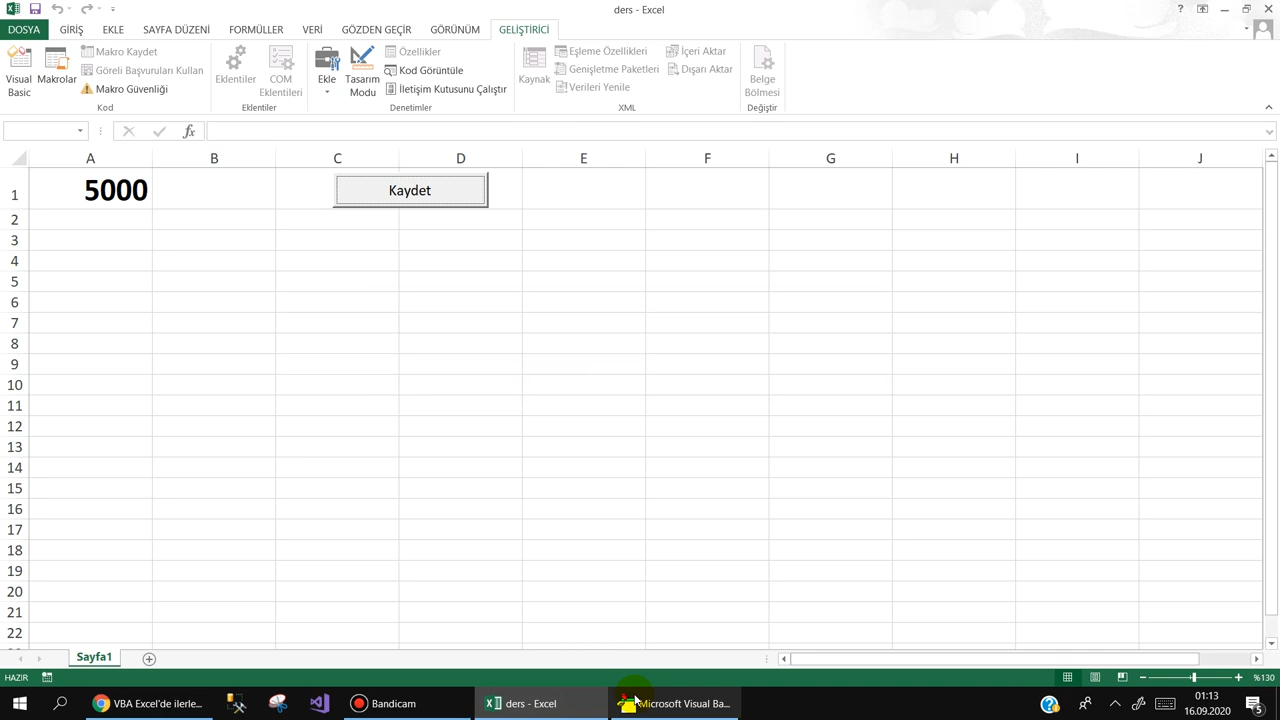 ders - Excel
DOSYA GİRİŞ EKLE SAYFA DÜZENİ FORMÜLLER VERİ GÖZDEN GEÇİR GÖRÜNÜM GELİŞTİRİCİ
Visual Basic
Makrolar
Makro Kaydet
Göreli Başvuruları Kullan
Makro Güvenliği
Kod
Eklentiler
COM Eklentileri
Eklentiler
Ekle
Tasarım Modu
Özellikler
Kod Görüntüle
İletişim Kutusunu Çalıştır
Denetimler
Kaynak
Eşleme Özellikleri
Genişletme Paketleri
Verileri Yenile
İçeri Aktar
Dışarı Aktar
XML
Belge Bölmesi
Değiştir
fx
A B C D E F G H I J
1 5000 Kaydet
2
3
4
5
6
7
8
9
10
11
12
13
14
15
16
17
18
19
20
21
22
Sayfa1
HAZIR %130
VBA Excel'de ilerle... Bandicam ders - Excel Microsoft Visual Ba... 01:13
16.09.2020
5